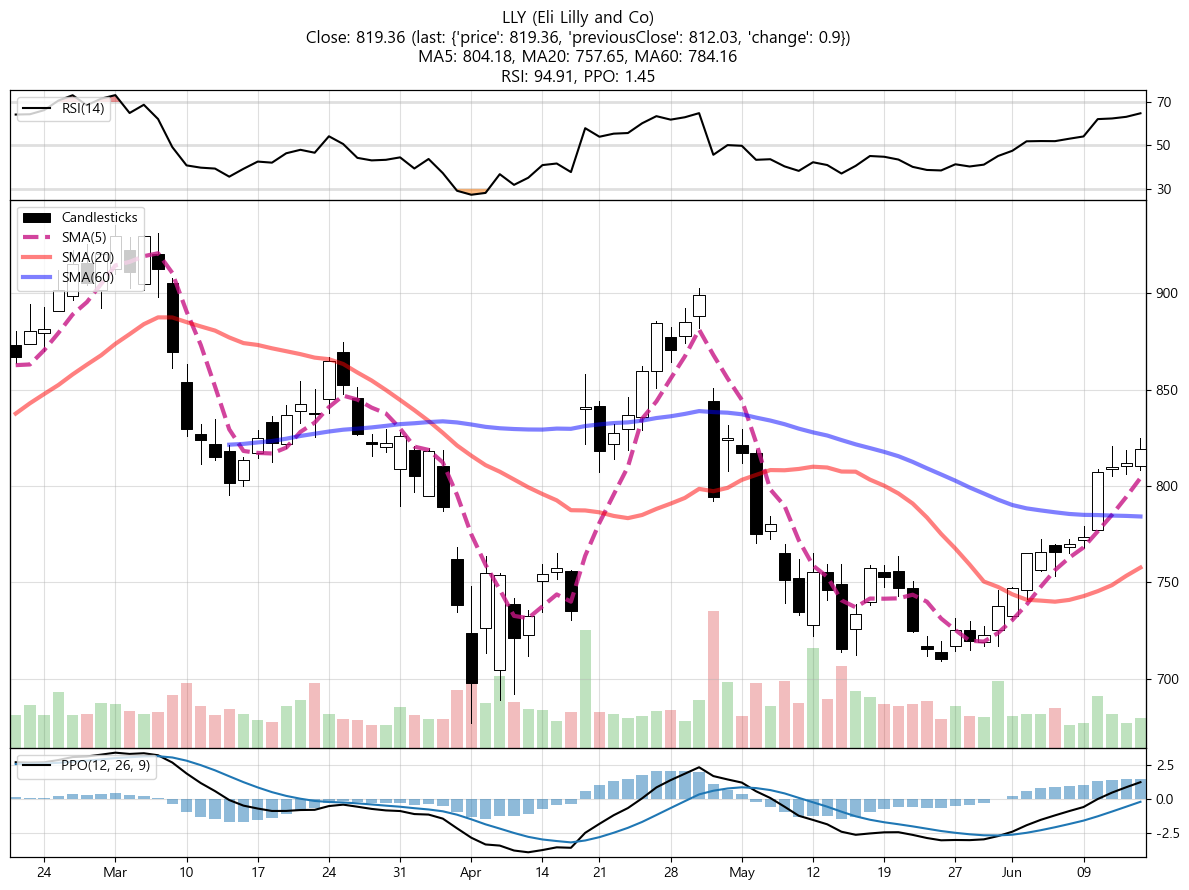 LLY (Eli Lilly and Co)
Close: 819.36 (last: {'price': 819.36, 'previousClose': 812.03, 'change': 0.9})
MA5: 804.18, MA20: 757.65, MA60: 784.16
RSI: 94.91, PPO: 1.45
RSI(14)
70
50
30
Candlesticks
SMA(5)
SMA(20)
SMA(60)
900
850
800
750
700
PPO(12, 26, 9)
2.5
0.0
−2.5
24 Mar 10 17 24 31 Apr 14 21 28 May 12 19 27 Jun 09